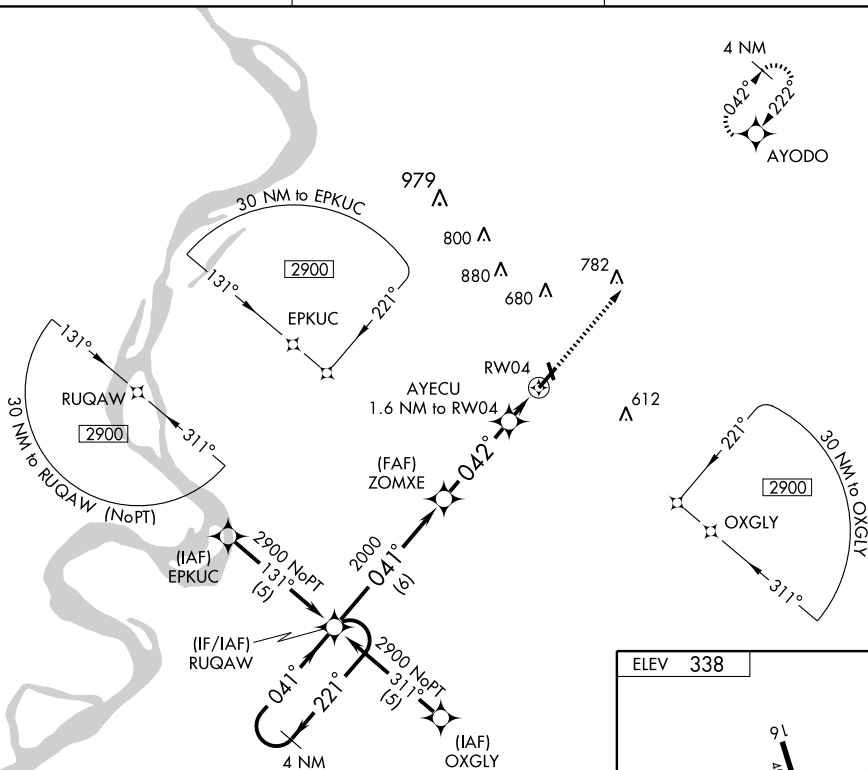 4 NM
042°
222°
AYODO
979
30 NM to EPKUC
800
2900
880
782
131°
680
221°
EPKUC
131°
RW04
AYECU
1.6 NM to RW04
RUQAW
2900
612
311°
30 NM to RUQAW (NoPT)
042°
221°
30 NM to OXGLY
(FAF)
ZOMXE
2900
OXGLY
(IAF)
EPKUC
2900 NoPT
131°
(5)
2000
041°
(6)
311°
(IF/IAF)
RUQAW
2900 NoPT
311°
(5)
041°
221°
4 NM
(IAF)
OXGLY
ELEV 338
16